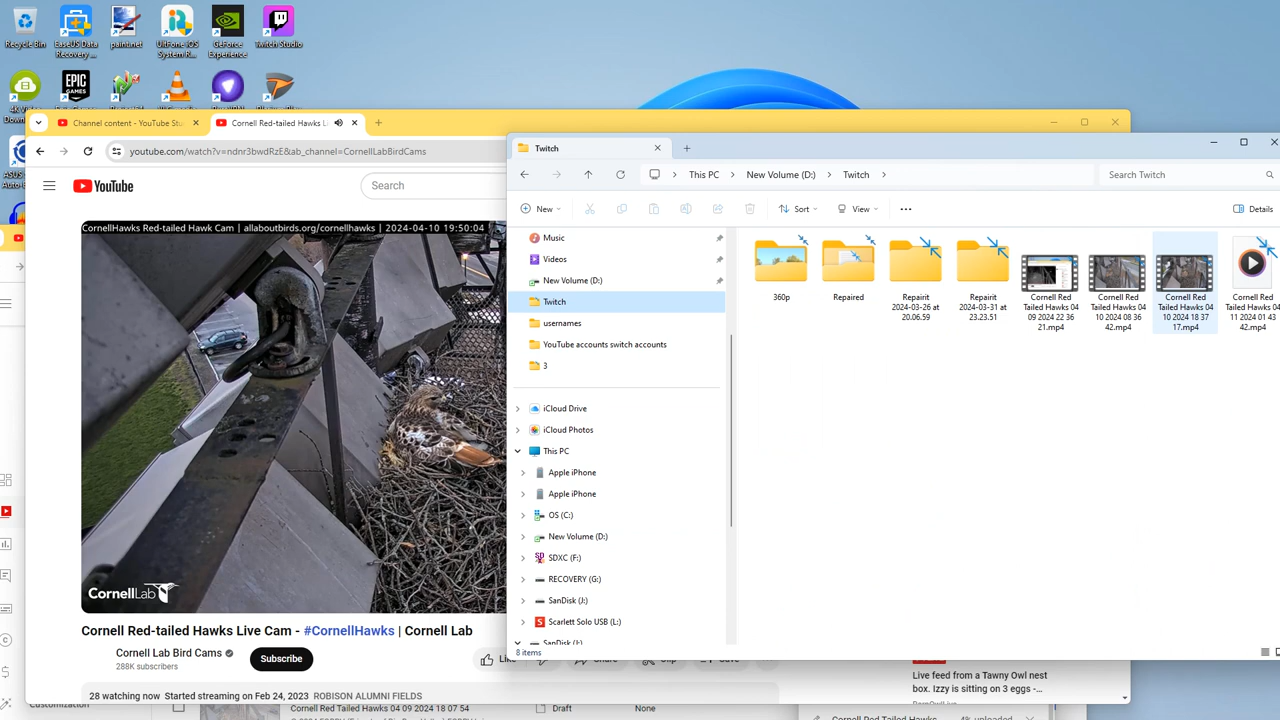 Recycle Bin
EaseUS Data Recovery ...
paint.net
UltFone iOS System R...
GeForce Experience
Twitch Studio
EPIC GAMES
4K Video
Channel content - YouTube Stu
Cornell Red-tailed Hawks Li
youtube.com/watch?v=ndnr3bwdRzE&ab_channel=CornellLabBirdCams
YouTube
Search
CornellHawks Red-tailed Hawk Cam | allaboutbirds.org/cornellhawks | 2024-04-10 19:50:04
CornellLab
Cornell Red-tailed Hawks Live Cam - #CornellHawks | Cornell Lab
Cornell Lab Bird Cams
288K subscribers
Subscribe
28 watching now Started streaming on Feb 24, 2023 ROBISON ALUMNI FIELDS
Customization
Cornell Red Tailed Hawks 04 09 2024 18 07 54
Draft
None
Live feed from a Tawny Owl nest
box. Izzy is sitting on 3 eggs -...
Cornell Red Tailed Hawks
4% uploaded
Twitch
This PC
New Volume (D:)
Twitch
Search Twitch
New
Sort
View
Details
Music
Videos
New Volume (D:)
Twitch
usernames
YouTube accounts switch accounts
3
iCloud Drive
iCloud Photos
This PC
Apple iPhone
Apple iPhone
OS (C:)
New Volume (D:)
SDXC (F:)
RECOVERY (G:)
SanDisk (J:)
Scarlett Solo USB (L:)
8 items
360p
Repaired
Repairit
2024-03-26 at
20.06.59
Repairit
2024-03-31 at
23.23.51
Cornell Red
Tailed Hawks 04
09 2024 22 36
21.mp4
Cornell Red
Tailed Hawks 04
10 2024 08 36
42.mp4
Cornell Red
Tailed Hawks 04
10 2024 18 37
17.mp4
Cornell Red
Tailed Hawks 04
11 2024 01 43
42.mp4